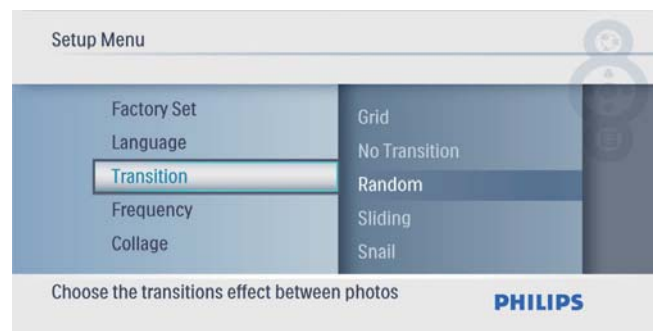 Setup Menu
Factory Set
Language
Transition
Frequency
Collage
Grid
No Transition
Random
Sliding
Snail
Choose the transitions effect between photos
PHILIPS